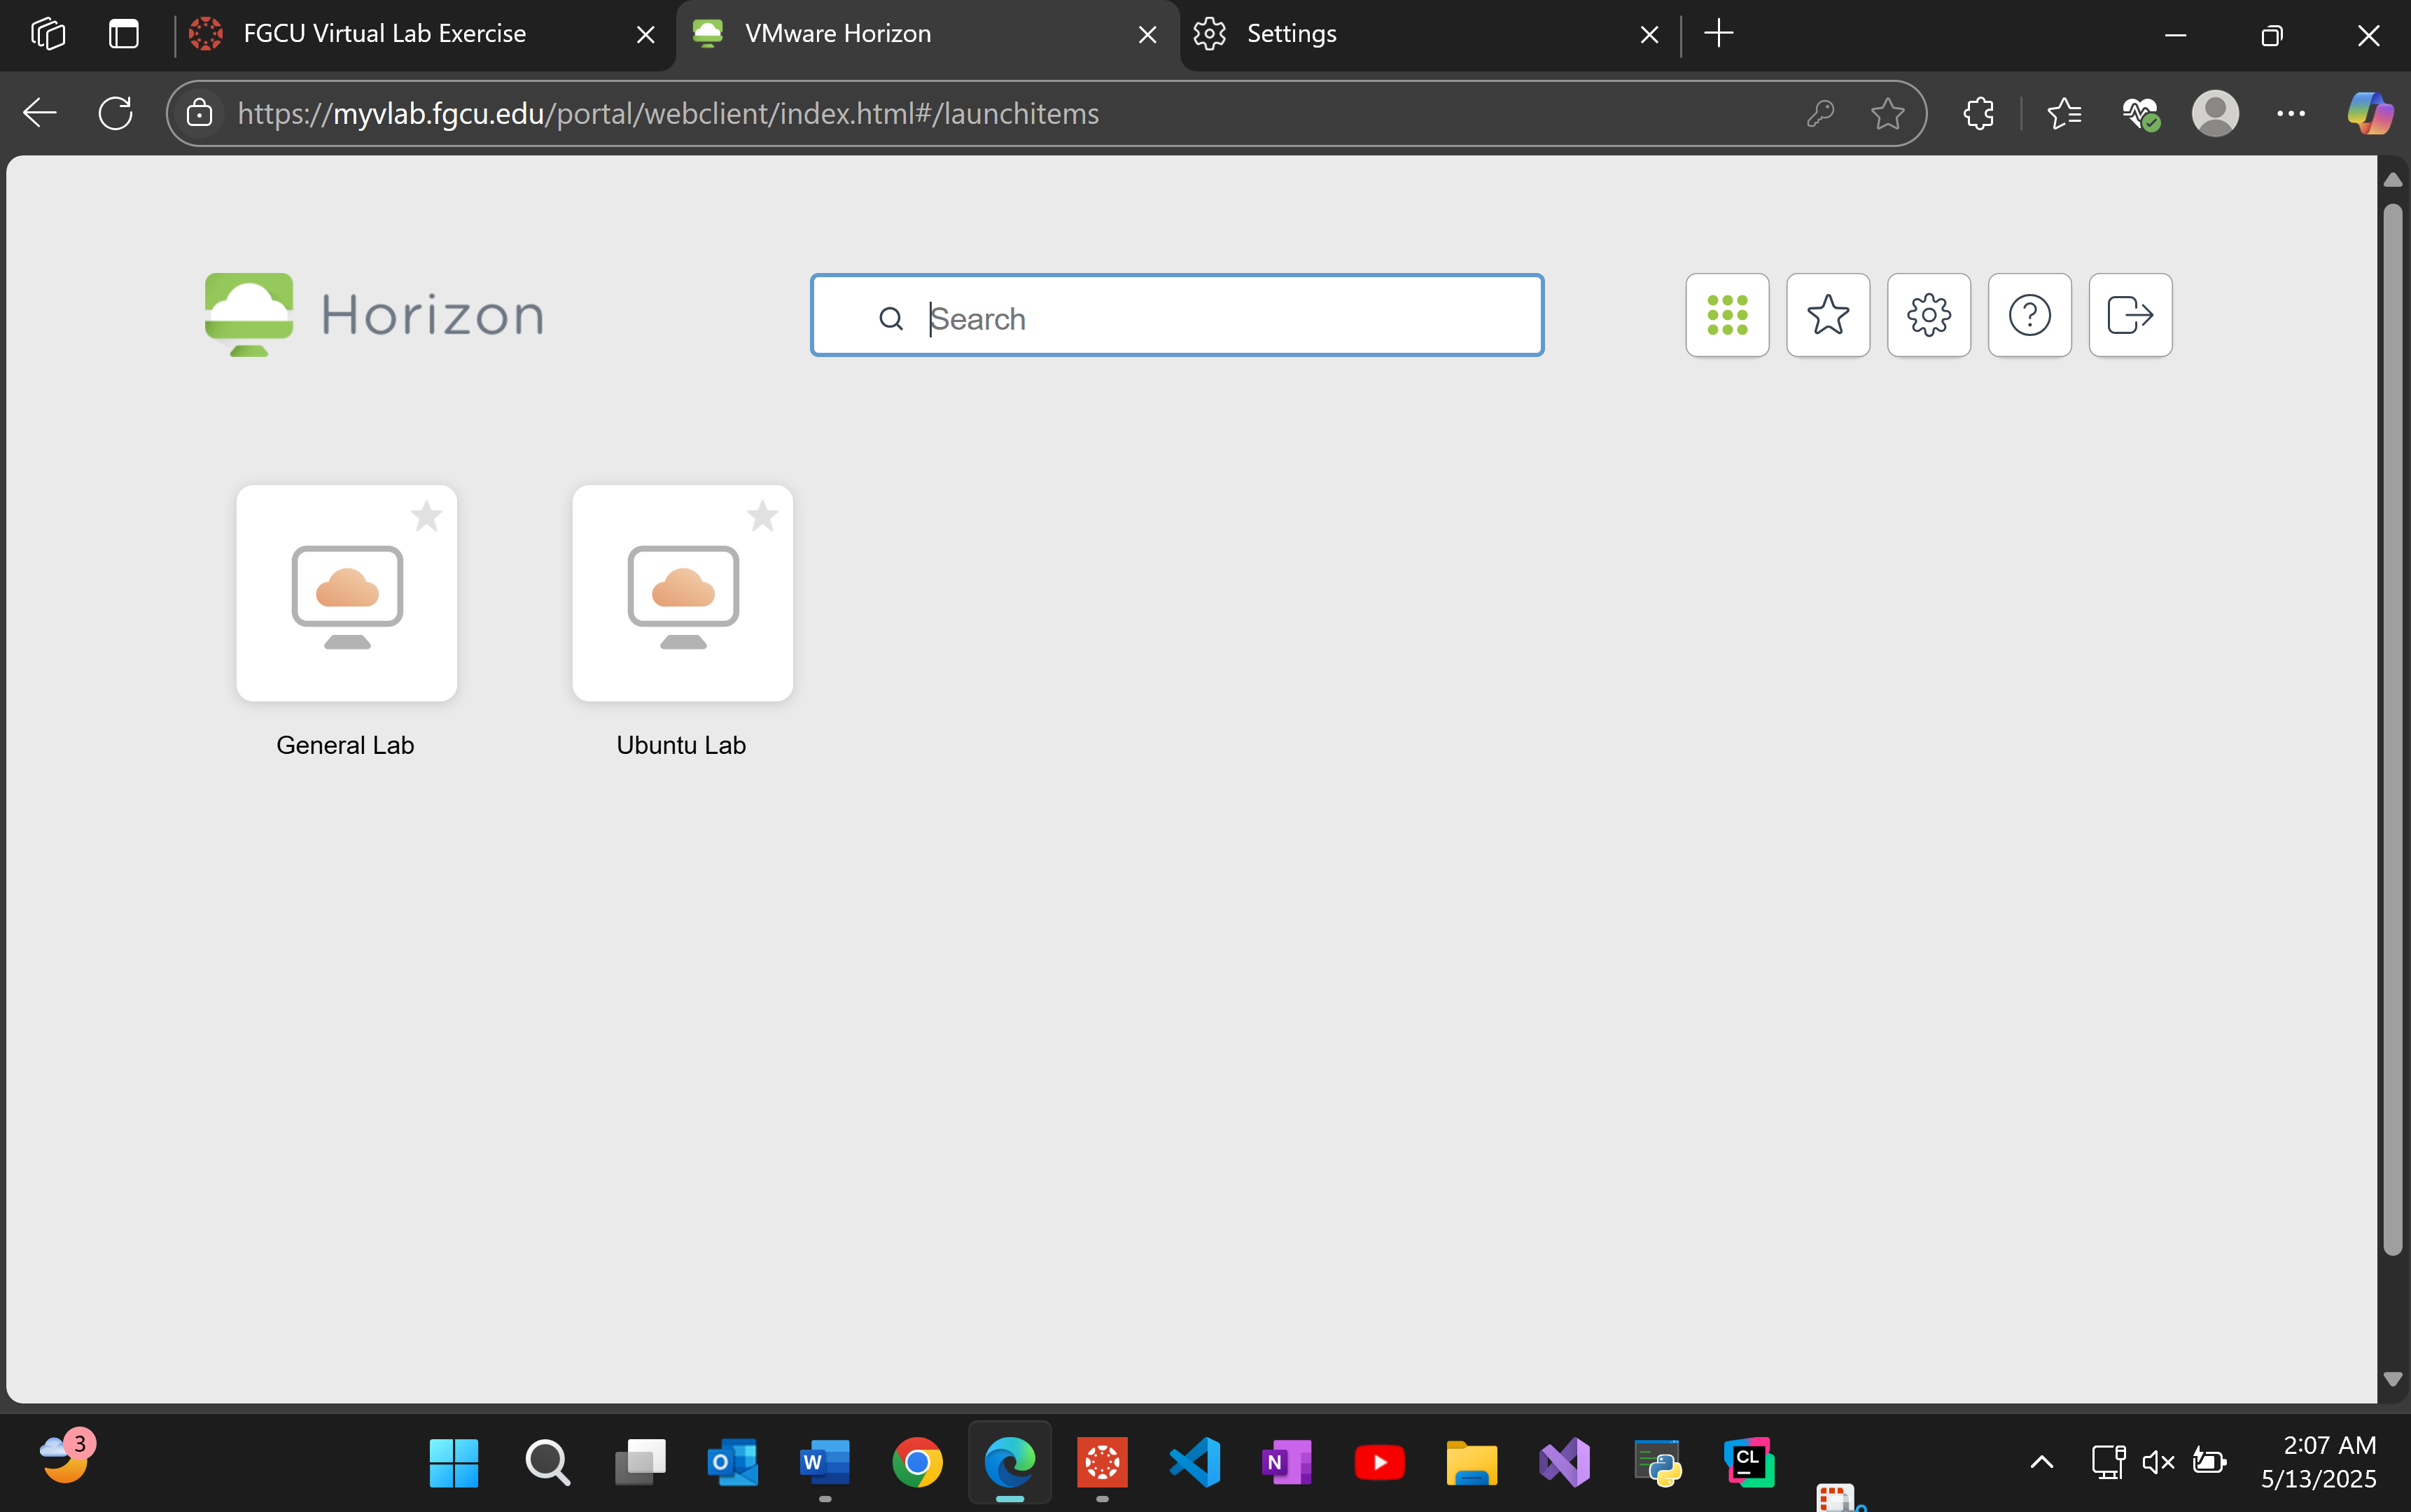 FGCU Virtual Lab Exercise
VMware Horizon
Settings
https://myvlab.fgcu.edu/portal/webclient/index.html#/launchitems
Horizon
Search
General Lab
Ubuntu Lab
3
2:07 AM
5/13/2025
O
W
N
CL